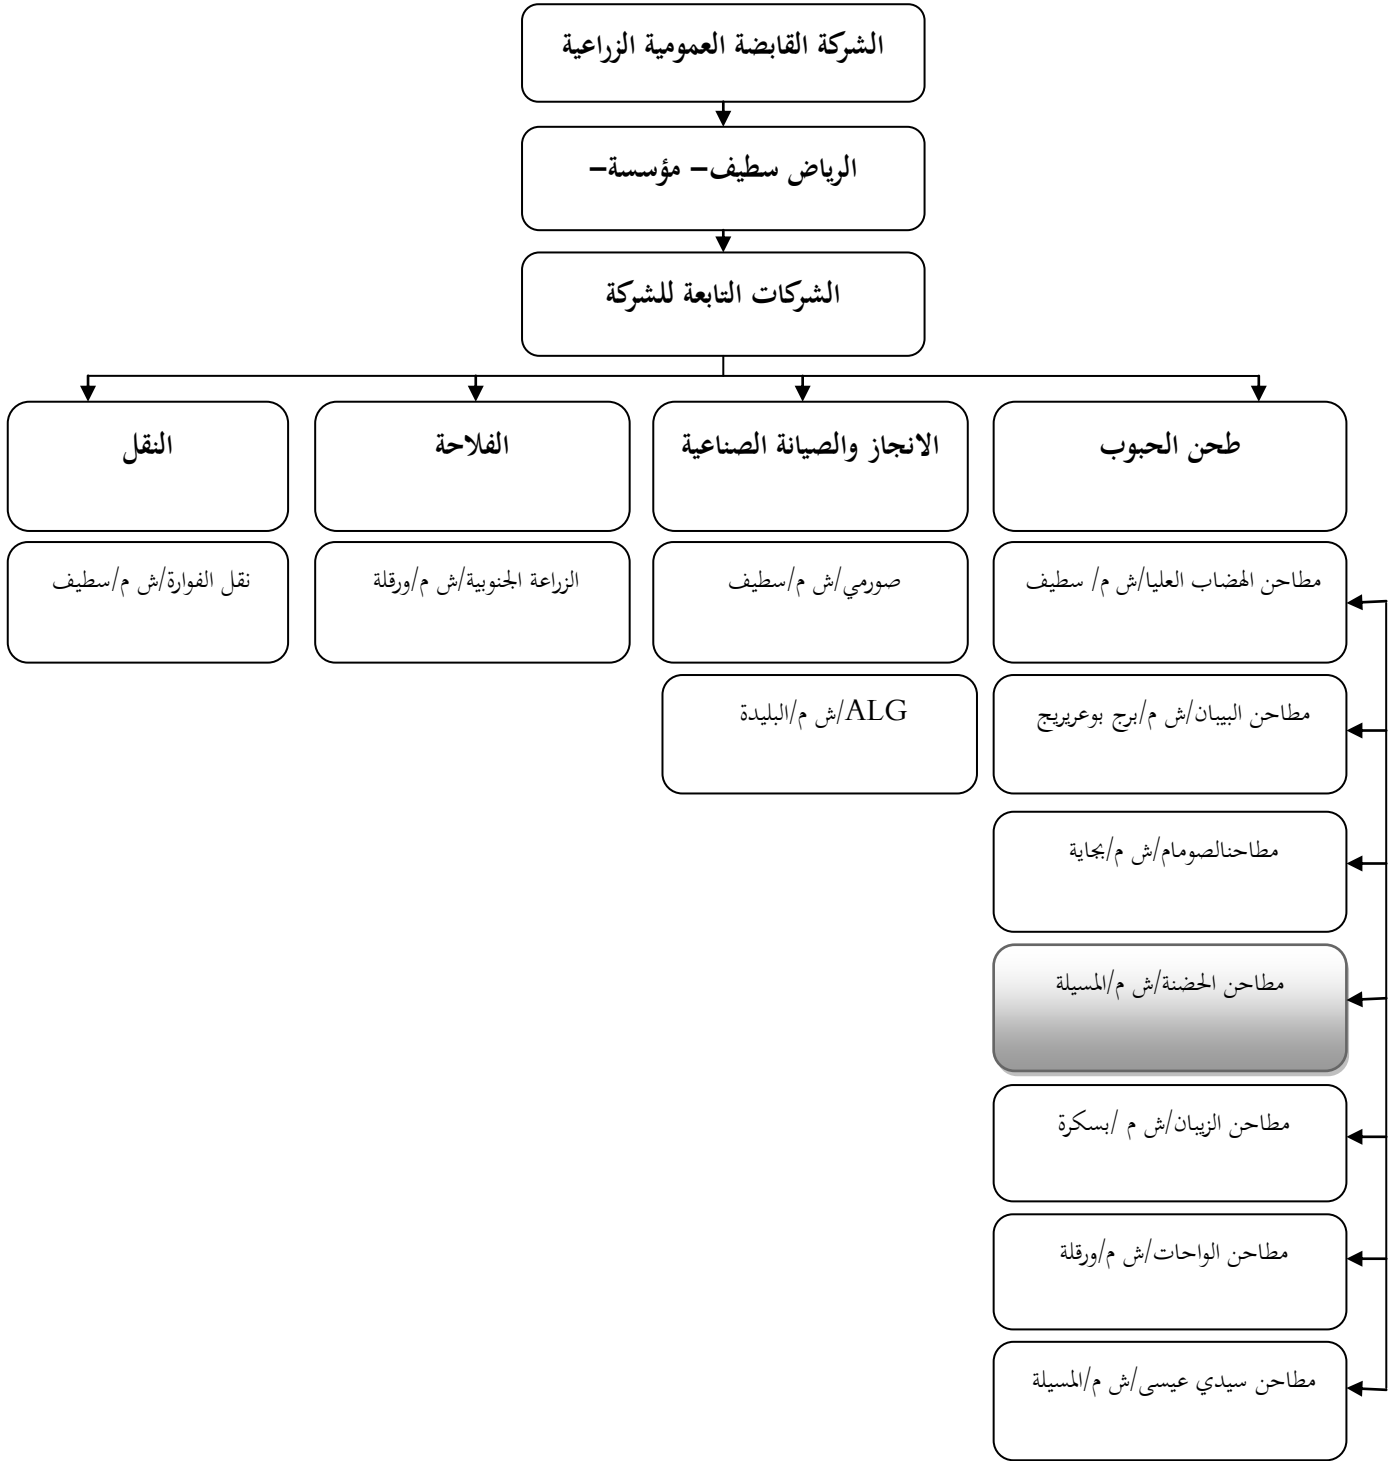 الشركة القابضة العمومية الزراعية
الرياض سطيف– مؤسسة–
الشركات التابعة للشركة
طحن الحبوب
الانجاز والصيانة الصناعية
الفلاحة
النقل
مطاحن الهضاب العليا/ش م/ سطيف
صورمي/ش م/سطيف
الزراعة الجنوبية/ش م/ورقلة
نقل الفوارة/ش م/سطيف
مطاحن البيبان/ش م/برج بوعريريج
ALG/ش م/البليدة
مطاحنالصومام/ش م/بجاية
مطاحن الحضنة/ش م/المسيلة
مطاحن الزيبان/ش م /بسكرة
مطاحن الواحات/ش م/ورقلة
مطاحن سيدي عيسى/ش م/المسيلة